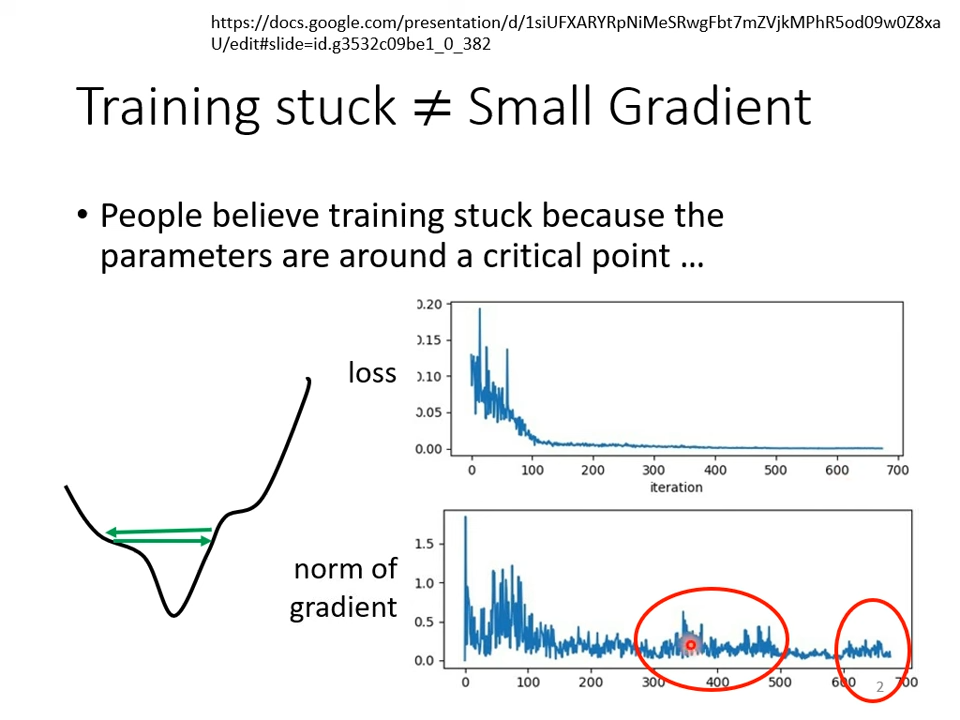 https://docs.google.com/presentation/d/1siUFXARYRpNiMeSRwgFbt7mZVjkMPhR5od09w0Z8xa
U/edit#slide=id.g3532c09be1_0_382
Training stuck ≠ Small Gradient
• People believe training stuck because the
parameters are around a critical point …
loss
0.20
0.15
0.10
0.05
0.00
0 100 200 300 400 500 600 700
iteration
norm of
gradient
1.5
1.0
0.5
0.0
0 100 200 300 400 500 600 700
2